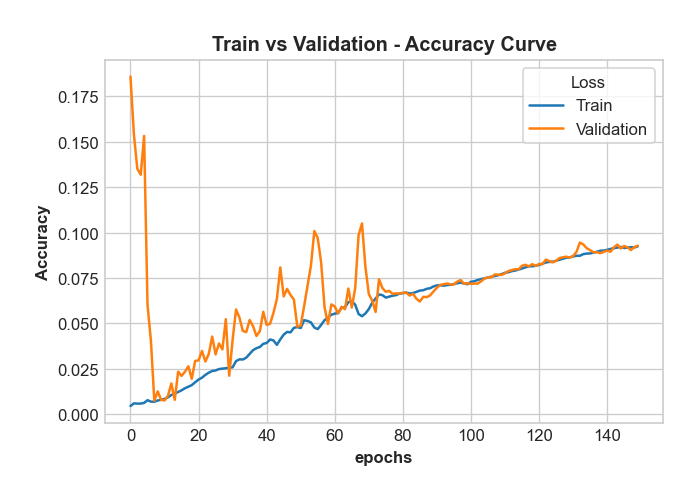 Train vs Validation - Accuracy Curve
Loss
Train
Validation
Accuracy
0.175
0.150
0.125
0.100
0.075
0.050
0.025
0.000
0 20 40 60 80 100 120 140
epochs